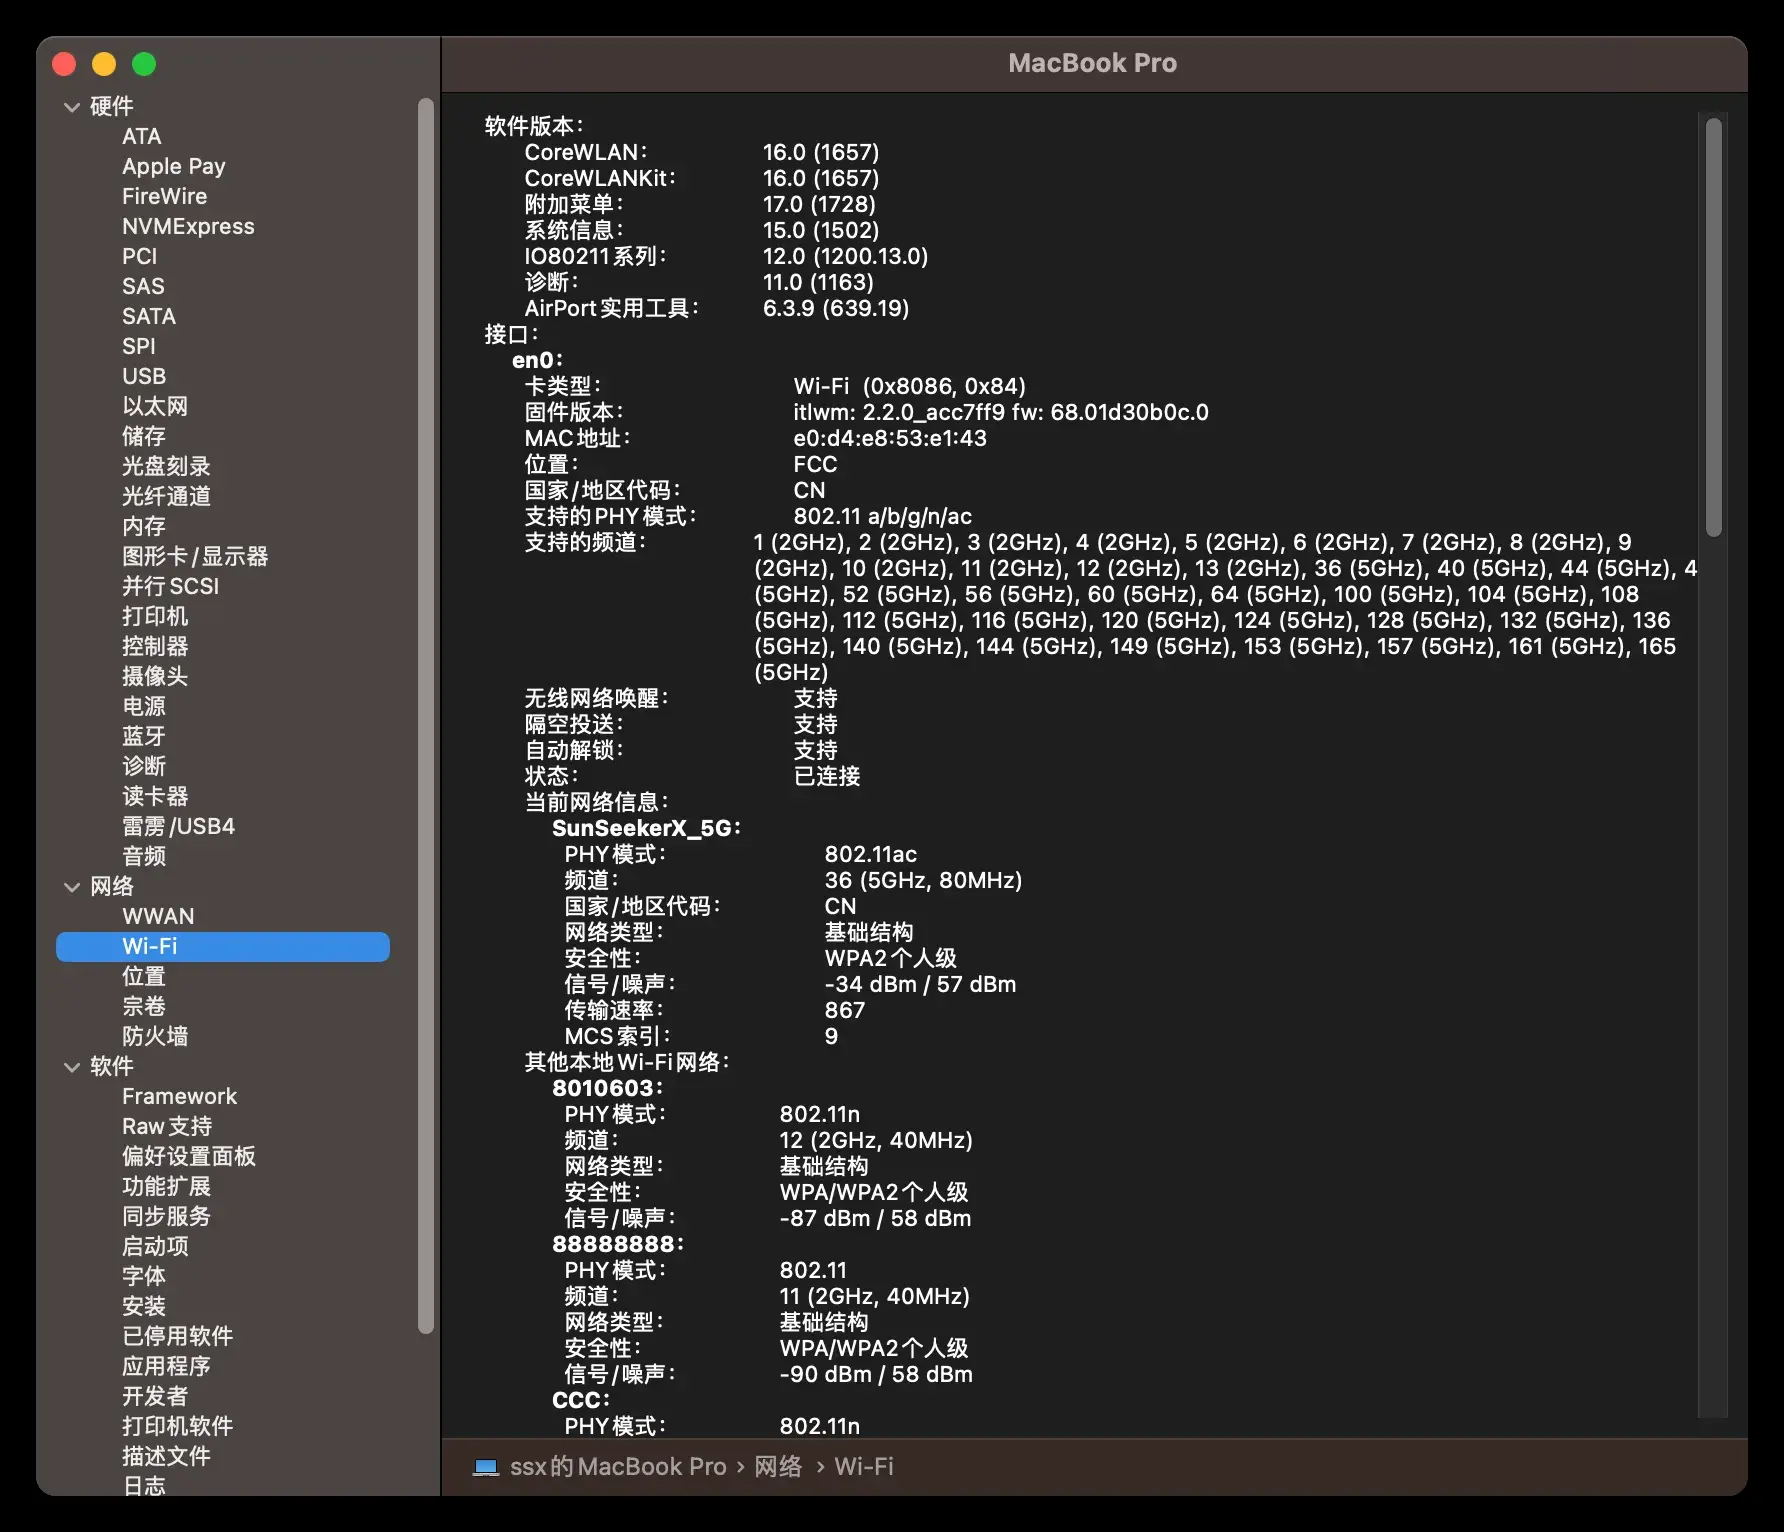 硬件
ATA
Apple Pay
FireWire
NVMExpress
PCI
SAS
SATA
SPI
USB
以太网
储存
光盘刻录
光纤通道
内存
图形卡/显示器
并行SCSI
打印机
控制器
摄像头
电源
蓝牙
诊断
读卡器
雷雳/USB4
音频
网络
WWAN
Wi-Fi
位置
宗卷
防火墙
软件
Framework
Raw支持
偏好设置面板
功能扩展
同步服务
启动项
字体
安装
已停用软件
应用程序
开发者
打印机软件
描述文件
日志
MacBook Pro
软件版本：
CoreWLAN： 16.0 (1657)
CoreWLANKit： 16.0 (1657)
附加菜单： 17.0 (1728)
系统信息： 15.0 (1502)
IO80211系列： 12.0 (1200.13.0)
诊断： 11.0 (1163)
AirPort实用工具： 6.3.9 (639.19)
接口：
en0：
卡类型： Wi-Fi (0x8086, 0x84)
固件版本： itlwm: 2.2.0_acc7ff9 fw: 68.01d30b0c.0
MAC地址： e0:d4:e8:53:e1:43
位置： FCC
国家/地区代码： CN
支持的PHY模式： 802.11 a/b/g/n/ac
支持的频道： 1 (2GHz), 2 (2GHz), 3 (2GHz), 4 (2GHz), 5 (2GHz), 6 (2GHz), 7 (2GHz), 8 (2GHz), 9
(2GHz), 10 (2GHz), 11 (2GHz), 12 (2GHz), 13 (2GHz), 36 (5GHz), 40 (5GHz), 44 (5GHz), 4
(5GHz), 52 (5GHz), 56 (5GHz), 60 (5GHz), 64 (5GHz), 100 (5GHz), 104 (5GHz), 108
(5GHz), 112 (5GHz), 116 (5GHz), 120 (5GHz), 124 (5GHz), 128 (5GHz), 132 (5GHz), 136
(5GHz), 140 (5GHz), 144 (5GHz), 149 (5GHz), 153 (5GHz), 157 (5GHz), 161 (5GHz), 165
(5GHz)
无线网络唤醒： 支持
隔空投送： 支持
自动解锁： 支持
状态： 已连接
当前网络信息：
SunSeekerX_5G：
PHY模式： 802.11ac
频道： 36 (5GHz, 80MHz)
国家/地区代码： CN
网络类型： 基础结构
安全性： WPA2个人级
信号/噪声： -34 dBm / 57 dBm
传输速率： 867
MCS索引： 9
其他本地Wi-Fi网络：
8010603：
PHY模式： 802.11n
频道： 12 (2GHz, 40MHz)
网络类型： 基础结构
安全性： WPA/WPA2个人级
信号/噪声： -87 dBm / 58 dBm
88888888：
PHY模式： 802.11
频道： 11 (2GHz, 40MHz)
网络类型： 基础结构
安全性： WPA/WPA2个人级
信号/噪声： -90 dBm / 58 dBm
CCC：
PHY模式： 802.11n
ssx的MacBook Pro › 网络 › Wi-Fi